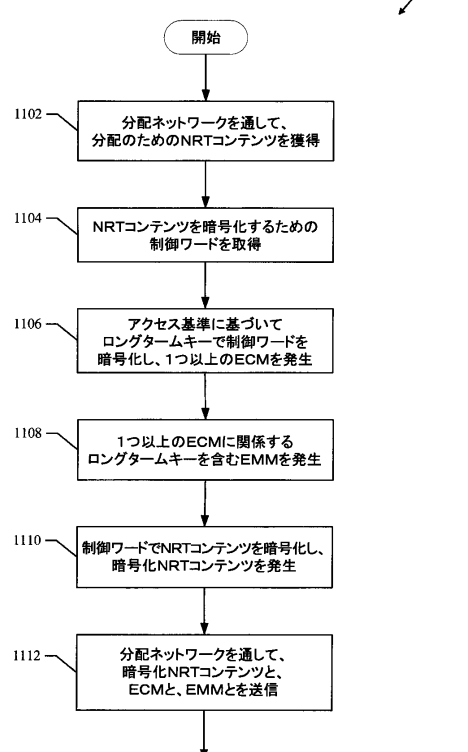 開始
1102
分配ネットワークを通して、
分配のためのNRTコンテンツを獲得
1104
NRTコンテンツを暗号化するための
制御ワードを取得
1106
アクセス基準に基づいて
ロングタームキーで制御ワードを
暗号化し、1つ以上のECMを発生
1108
1つ以上のECMに関係する
ロングタームキーを含むEMMを発生
1110
制御ワードでNRTコンテンツを暗号化し、
暗号化NRTコンテンツを発生
1112
分配ネットワークを通して、
暗号化NRTコンテンツと、
ECMと、EMMとを送信